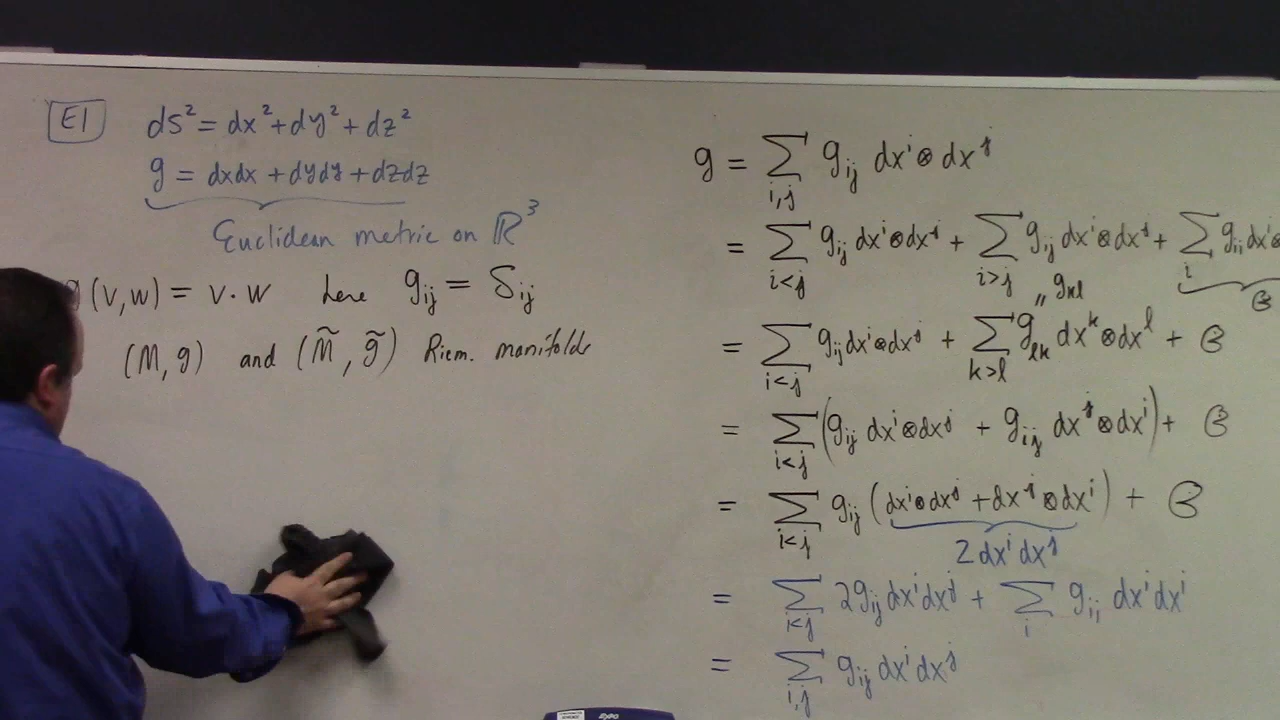 E1 ds² = dx² + dy² + dz²
g = dxdx + dydy + dzdz
Euclidean metric on ℝ³
g(v,w) = v · w here g_ij = δ_ij
(M, g) and (M̃, g̃) Riem. manifolds
g = Σ_{i,j} g_ij dx^i ⊗ dx^j
= Σ_{i<j} g_ij dx^i ⊗ dx^j + Σ_{i>j} g_ij dx^i ⊗ dx^j + Σ_i g_ii dx^i ⊗
= Σ_{i<j} g_ij dx^i ⊗ dx^j + Σ_{k>l} g_lk dx^k ⊗ dx^l + B
'' g_kl
= Σ_{i<j} (g_ij dx^i ⊗ dx^j + g_ij dx^j ⊗ dx^i) + B
= Σ_{i<j} g_ij (dx^i ⊗ dx^j + dx^j ⊗ dx^i) + B
2dx^i dx^j
= Σ_{i<j} 2g_ij dx^i dx^j + Σ_i g_ii dx^i dx^i
= Σ_{i,j} g_ij dx^i dx^j
EXPO